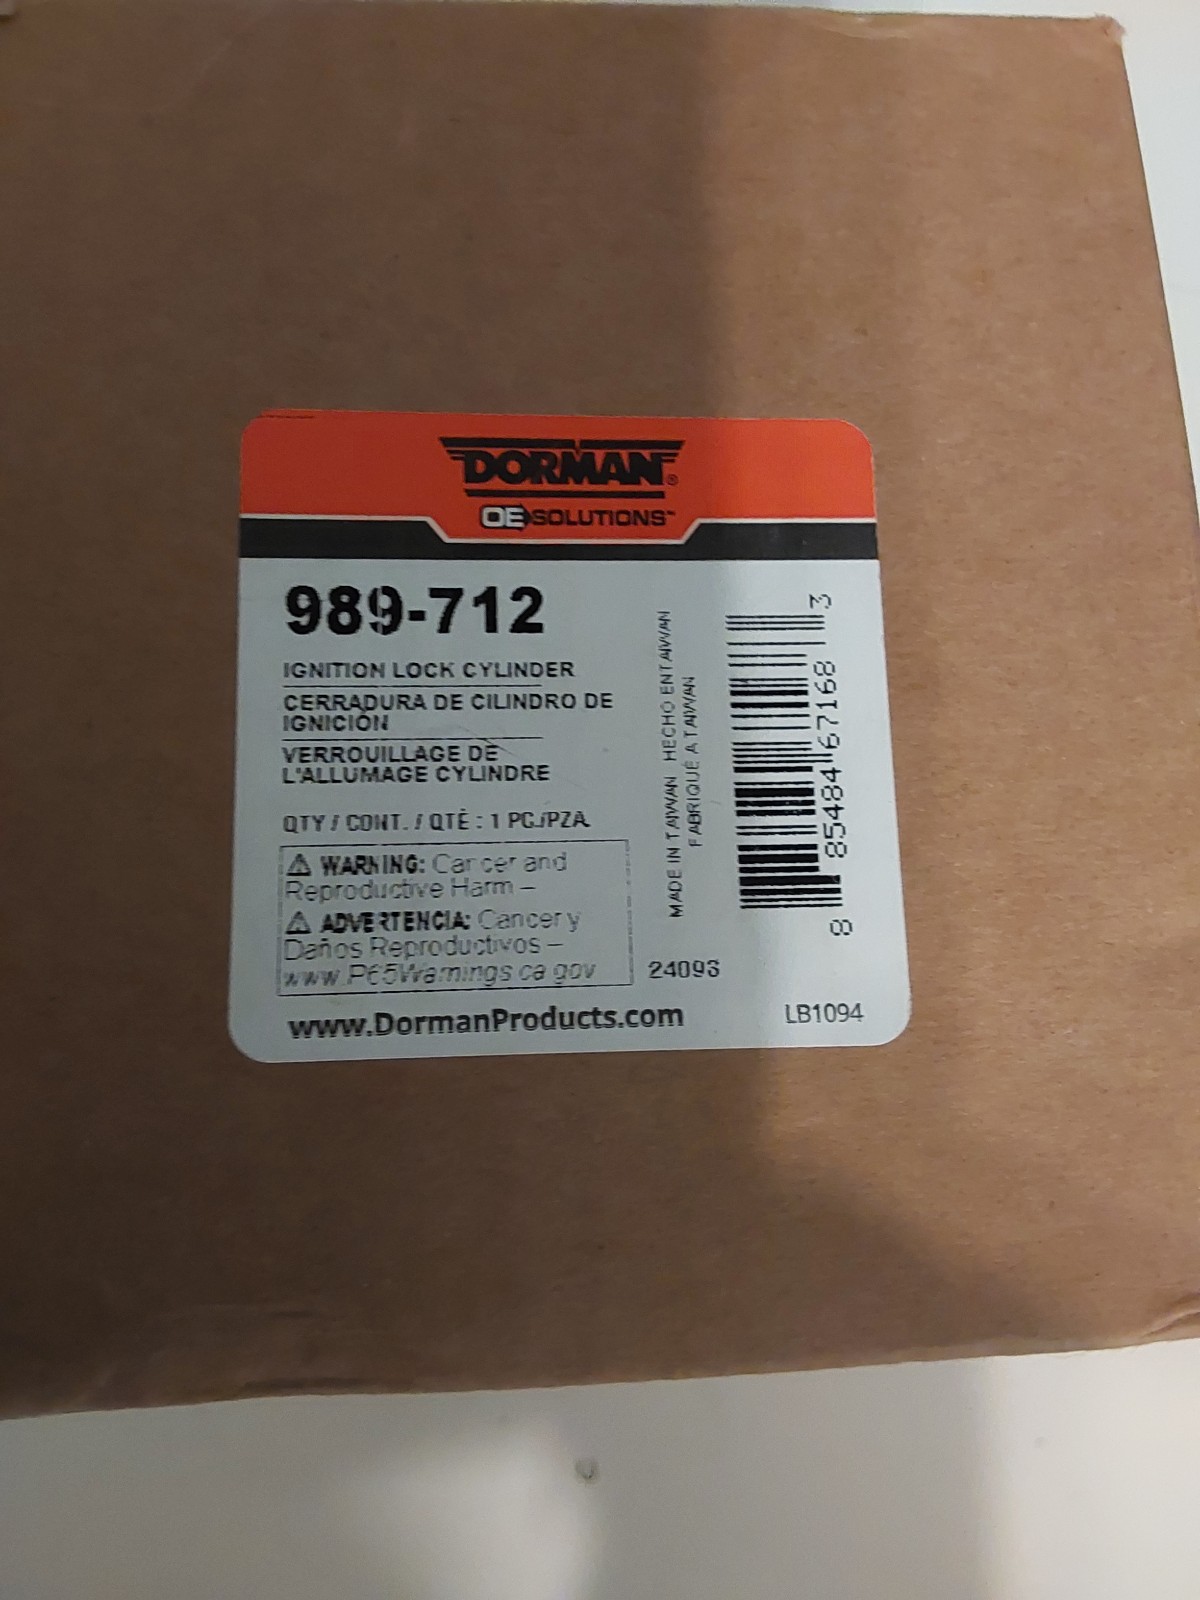 DORMAN®
OE SOLUTIONS™
989-712
IGNITION LOCK CYLINDER
CERRADURA DE CILINDRO DE
IGNICIÓN
VERROUILLAGE DE
L'ALLUMAGE CYLINDRE
QTY / CONT. / QTÉ : 1 PC./PZA.
⚠ WARNING: Cancer and
Reproductive Harm –
⚠ ADVERTENCIA: Cancer y
Daños Reproductivos –
www.P65Warnings.ca.gov
MADE IN TAIWAN HECHO EN TAIWAN
FABRIQUÉ A TAIWAN
8 85484 67168 3
24093
www.DormanProducts.com
LB1094